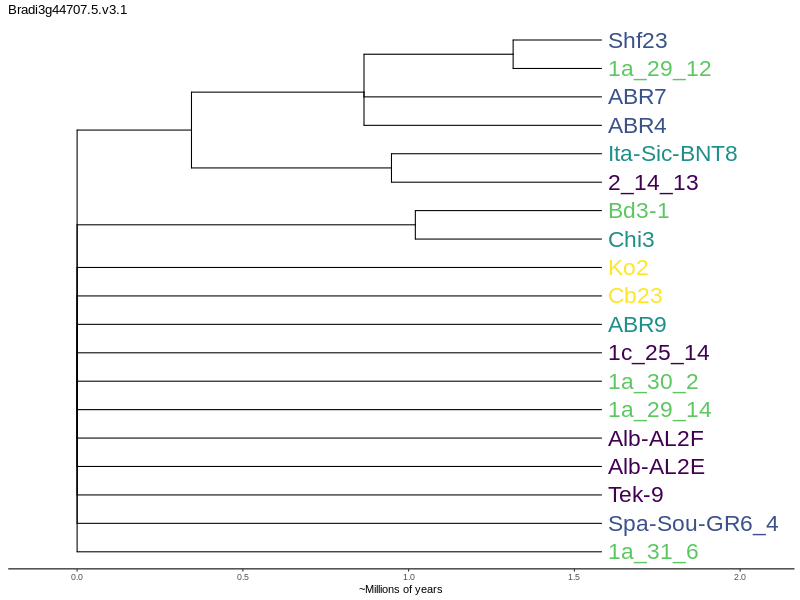 Bradi3g44707.5.v3.1
Shf23
1a_29_12
ABR7
ABR4
Ita-Sic-BNT8
2_14_13
Bd3-1
Chi3
Ko2
Cb23
ABR9
1c_25_14
1a_30_2
1a_29_14
Alb-AL2F
Alb-AL2E
Tek-9
Spa-Sou-GR6_4
1a_31_6
0.0 0.5 1.0 1.5 2.0
~Millions of years